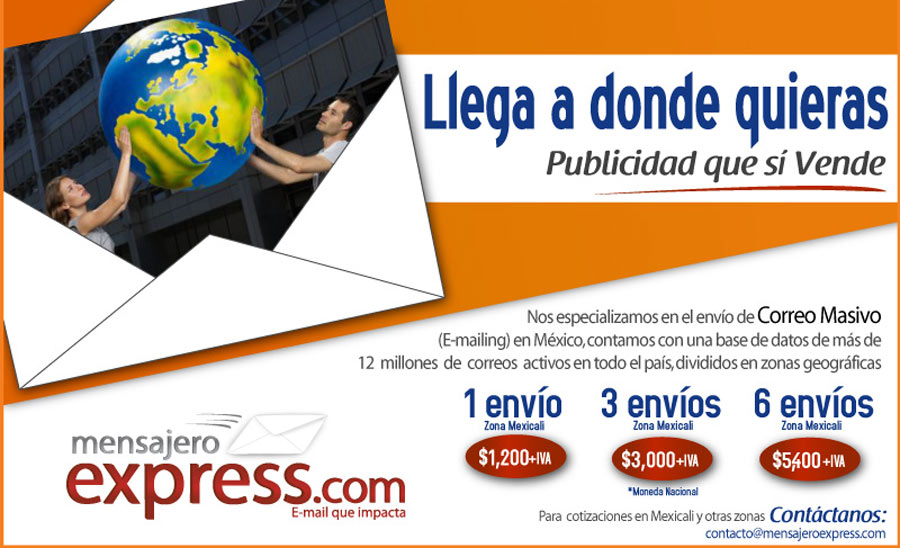 Llega a donde quieras
Publicidad que sí Vende
Nos especializamos en el envío de Correo Masivo
(E-mailing) en México, contamos con una base de datos de más de
12 millones de correos activos en todo el país, divididos en zonas geográficas
1 envío
Zona Mexicali
$1,200+IVA
3 envíos
Zona Mexicali
$3,000+IVA
*Moneda Nacional
6 envíos
Zona Mexicali
$5,400+IVA
mensajero
express.com
E-mail que impacta
Para cotizaciones en Mexicali y otras zonas Contáctanos:
contacto@mensajeroexpress.com